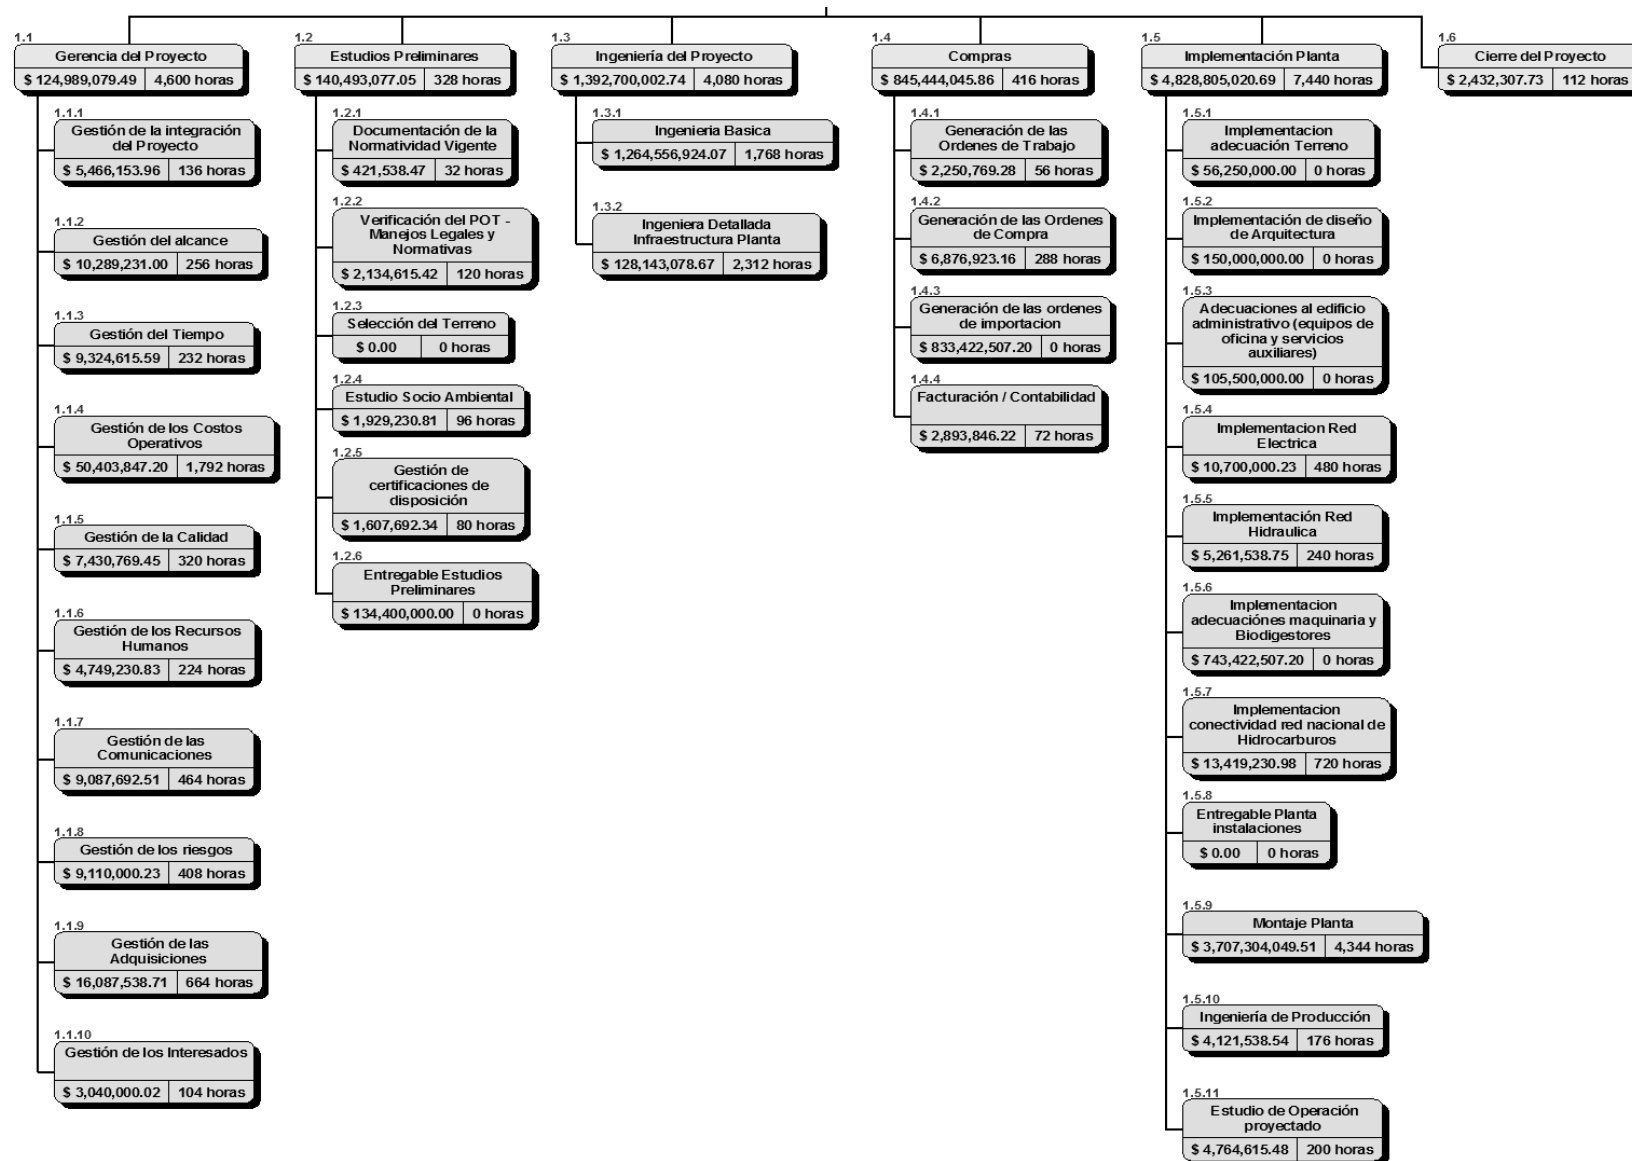 1.1
Gerencia del Proyecto
$ 124,989,079.49 4,600 horas
1.1.1
Gestión de la integración
del Proyecto
$ 5,466,153.96 136 horas
1.1.2
Gestión del alcance
$ 10,289,231.00 256 horas
1.1.3
Gestión del Tiempo
$ 9,324,615.59 232 horas
1.1.4
Gestión de los Costos
Operativos
$ 50,403,847.20 1,792 horas
1.1.5
Gestión de la Calidad
$ 7,430,769.45 320 horas
1.1.6
Gestión de los Recursos
Humanos
$ 4,749,230.83 224 horas
1.1.7
Gestión de las
Comunicaciones
$ 9,087,692.51 464 horas
1.1.8
Gestión de los riesgos
$ 9,110,000.23 408 horas
1.1.9
Gestión de las
Adquisiciones
$ 16,087,538.71 664 horas
1.1.10
Gestión de los Interesados
$ 3,040,000.02 104 horas
1.2
Estudios Preliminares
$ 140,493,077.05 328 horas
1.2.1
Documentación de la
Normatividad Vigente
$ 421,538.47 32 horas
1.2.2
Verificación del POT -
Manejos Legales y
Normativas
$ 2,134,615.42 120 horas
1.2.3
Selección del Terreno
$ 0.00 0 horas
1.2.4
Estudio Socio Ambiental
$ 1,929,230.81 96 horas
1.2.5
Gestión de
certificaciones de
disposición
$ 1,607,692.34 80 horas
1.2.6
Entregable Estudios
Preliminares
$ 134,400,000.00 0 horas
1.3
Ingeniería del Proyecto
$ 1,392,700,002.74 4,080 horas
1.3.1
Ingenieria Basica
$ 1,264,556,924.07 1,768 horas
1.3.2
Ingeniera Detallada
Infraestructura Planta
$ 128,143,078.67 2,312 horas
1.4
Compras
$ 845,444,045.86 416 horas
1.4.1
Generación de las
Ordenes de Trabajo
$ 2,250,769.28 56 horas
1.4.2
Generación de las Ordenes
de Compra
$ 6,876,923.16 288 horas
1.4.3
Generación de las ordenes
de importacion
$ 833,422,507.20 0 horas
1.4.4
Facturación / Contabilidad
$ 2,893,846.22 72 horas
1.5
Implementación Planta
$ 4,828,805,020.69 7,440 horas
1.5.1
Implementacion
adecuación Terreno
$ 56,250,000.00 0 horas
1.5.2
Implementación de diseño
de Arquitectura
$ 150,000,000.00 0 horas
1.5.3
Adecuaciones al edificio
administrativo (equipos de
oficina y servicios
auxiliares)
$ 105,500,000.00 0 horas
1.5.4
Implementacion Red
Electrica
$ 10,700,000.23 480 horas
1.5.5
Implementación Red
Hidraulica
$ 5,261,538.75 240 horas
1.5.6
Implementacion
adecuaciónes maquinaria y
Biodigestores
$ 743,422,507.20 0 horas
1.5.7
Implementacion
conectividad red nacional de
Hidrocarburos
$ 13,419,230.98 720 horas
1.5.8
Entregable Planta
instalaciones
$ 0.00 0 horas
1.5.9
Montaje Planta
$ 3,707,304,049.51 4,344 horas
1.5.10
Ingeniería de Producción
$ 4,121,538.54 176 horas
1.5.11
Estudio de Operación
proyectado
$ 4,764,615.48 200 horas
1.6
Cierre del Proyecto
$ 2,432,307.73 112 horas